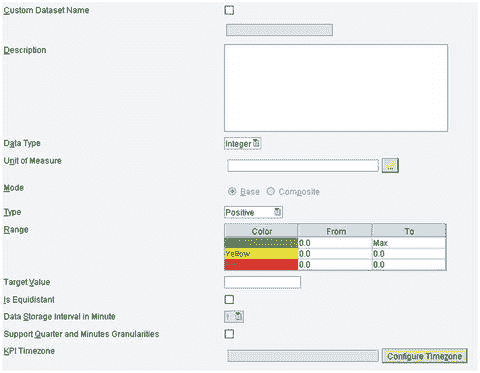 Custom Dataset Name
Description
Data Type Integer
Unit of Measure ...
Mode Base Composite
Type Positive
Range Color From To
0.0 Max
Yellow 0.0 0.0
0.0 0.0
Target Value
Is Equidistant
Data Storage Interval in Minute 1
Support Quarter and Minutes Granularities
KPI Timezone Configure Timezone